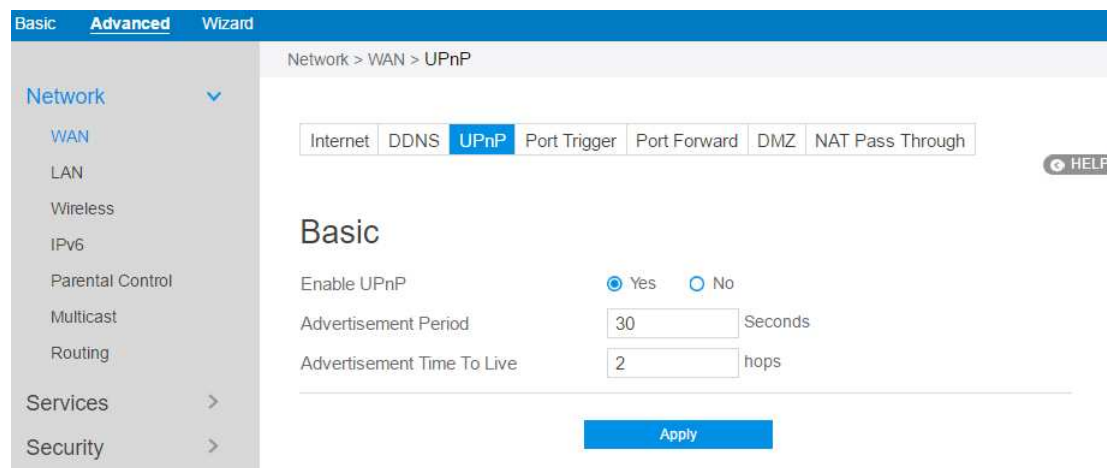 Basic Advanced Wizard
Network > WAN > UPnP
Network
WAN
LAN
Wireless
IPv6
Parental Control
Multicast
Routing
Services
Security
Internet DDNS UPnP Port Trigger Port Forward DMZ NAT Pass Through
HELP
Basic
Enable UPnP Yes No
Advertisement Period 30 Seconds
Advertisement Time To Live 2 hops
Apply